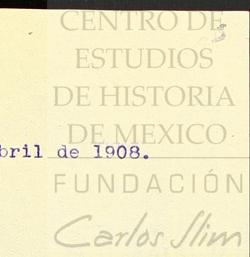 CENTRO DE
ESTUDIOS
DE HISTORIA
DE MEXICO
bril de 1908.
FUNDACIÓN
Carlos Slim